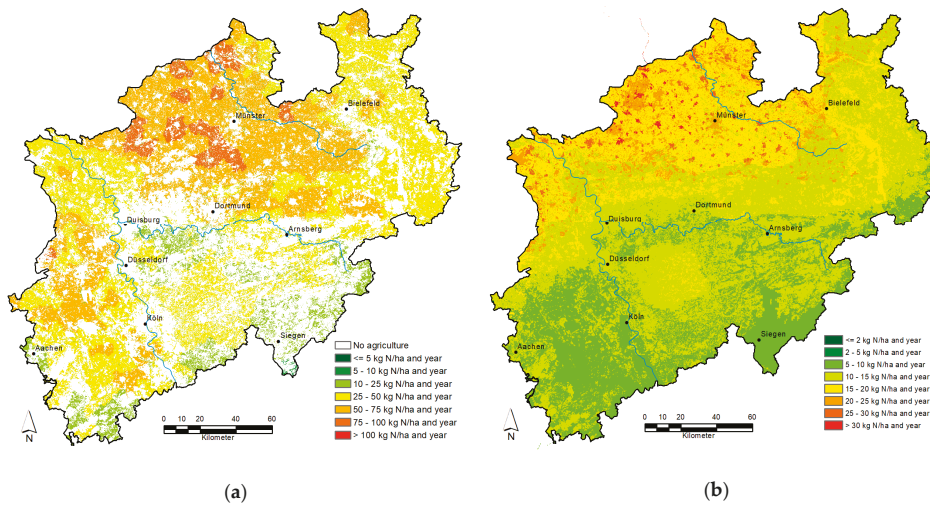 Bielefeld
Münster
Dortmund
Duisburg
Arnsberg
Düsseldorf
Köln
Siegen
Aachen
No agriculture
<= 5 kg N/ha and year
5 - 10 kg N/ha and year
10 - 25 kg N/ha and year
25 - 50 kg N/ha and year
50 - 75 kg N/ha and year
75 - 100 kg N/ha and year
> 100 kg N/ha and year
0 10 20 40 60
Kilometer
N
(a)
Bielefeld
Münster
Dortmund
Duisburg
Arnsberg
Düsseldorf
Köln
Siegen
Aachen
<= 2 kg N/ha and year
2 - 5 kg N/ha and year
5 - 10 kg N/ha and year
10 - 15 kg N/ha and year
15 - 20 kg N/ha and year
20 - 25 kg N/ha and year
25 - 30 kg N/ha and year
> 30 kg N/ha and year
0 10 20 40 60
Kilometer
N
(b)